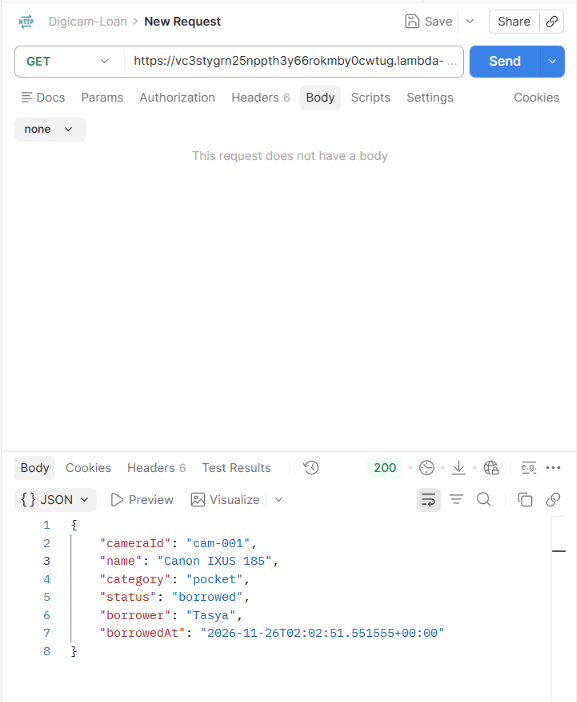 HTTP Digicam-Loan > New Request Save Share
GET https://vc3stygrn25nppth3y66rokmby0cwtug.lambda-... Send
Docs Params Authorization Headers 6 Body Scripts Settings Cookies
none
This request does not have a body
Body Cookies Headers 6 Test Results 200 e.g.
{} JSON Preview Visualize
1 {
2 "cameraId": "cam-001",
3 "name": "Canon IXUS 185",
4 "category": "pocket",
5 "status": "borrowed",
6 "borrower": "Tasya",
7 "borrowedAt": "2026-11-26T02:02:51.551555+00:00"
8 }